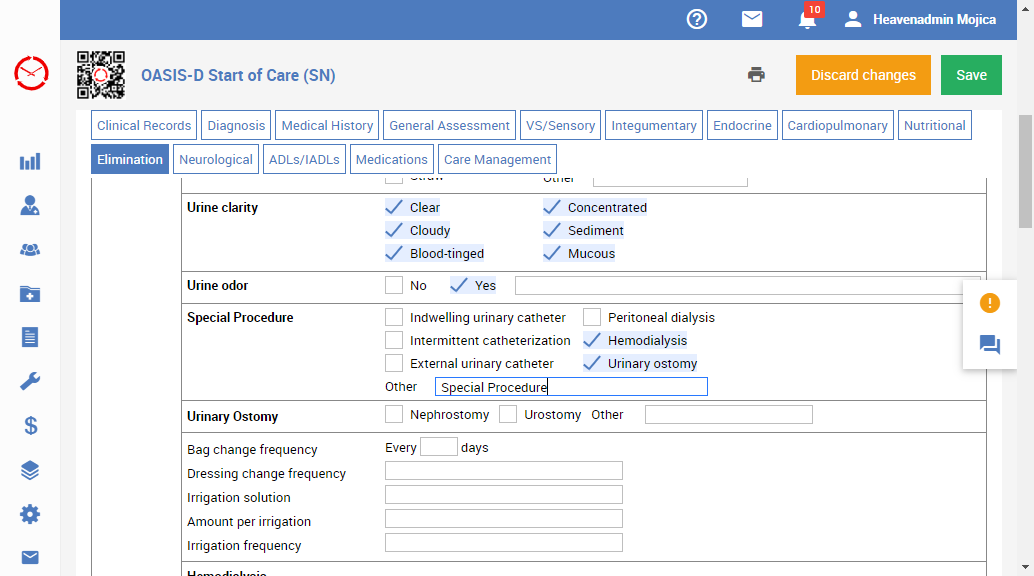 10
Heavenadmin Mojica
OASIS-D Start of Care (SN)
Discard changes
Save
Clinical Records
Diagnosis
Medical History
General Assessment
VS/Sensory
Integumentary
Endocrine
Cardiopulmonary
Nutritional
Elimination
Neurological
ADLs/IADLs
Medications
Care Management
Straw Other
Urine clarity Clear Concentrated
Cloudy Sediment
Blood-tinged Mucous
Urine odor No Yes
Special Procedure Indwelling urinary catheter Peritoneal dialysis
Intermittent catheterization Hemodialysis
External urinary catheter Urinary ostomy
Other Special Procedure
Urinary Ostomy Nephrostomy Urostomy Other
Bag change frequency Every days
Dressing change frequency
Irrigation solution
Amount per irrigation
Irrigation frequency
Hemodialysis